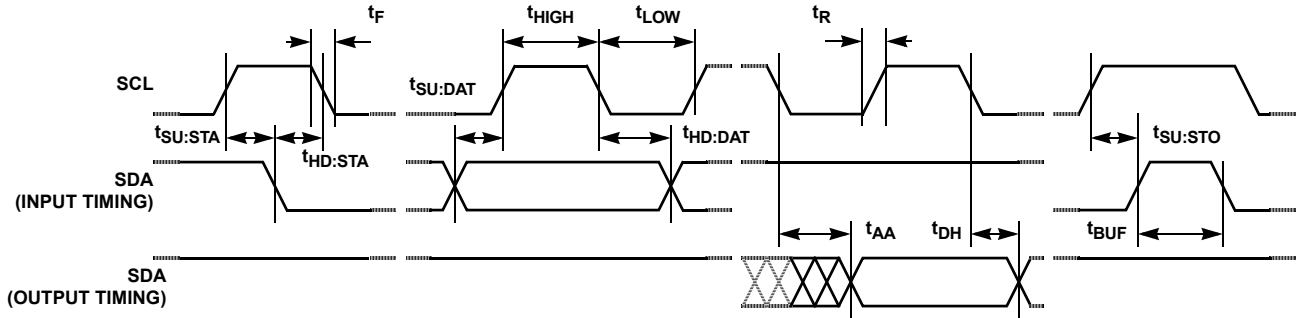 tF
tHIGH
tLOW
tR
SCL
tSU:DAT
tSU:STA
tHD:STA
tHD:DAT
tSU:STO
SDA
(INPUT TIMING)
tAA
tDH
tBUF
SDA
(OUTPUT TIMING)